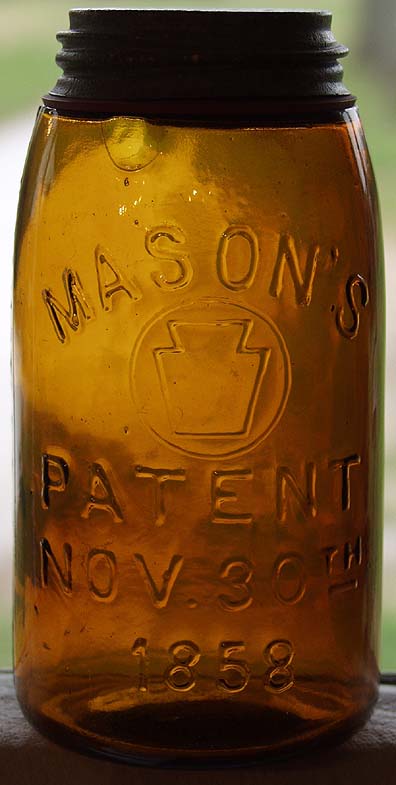 MASON'S
PATENT
NOV. 30TH
1858